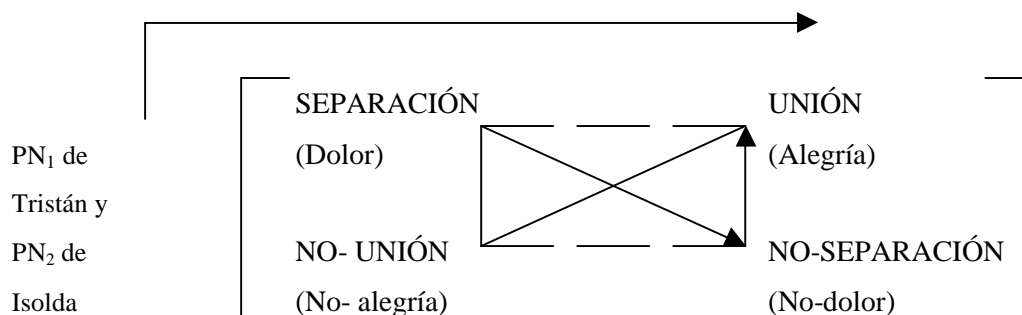 SEPARACIÓN UNIÓN
PN₁ de (Dolor) (Alegría)
Tristán y
PN₂ de NO- UNIÓN NO-SEPARACIÓN
Isolda (No- alegría) (No-dolor)